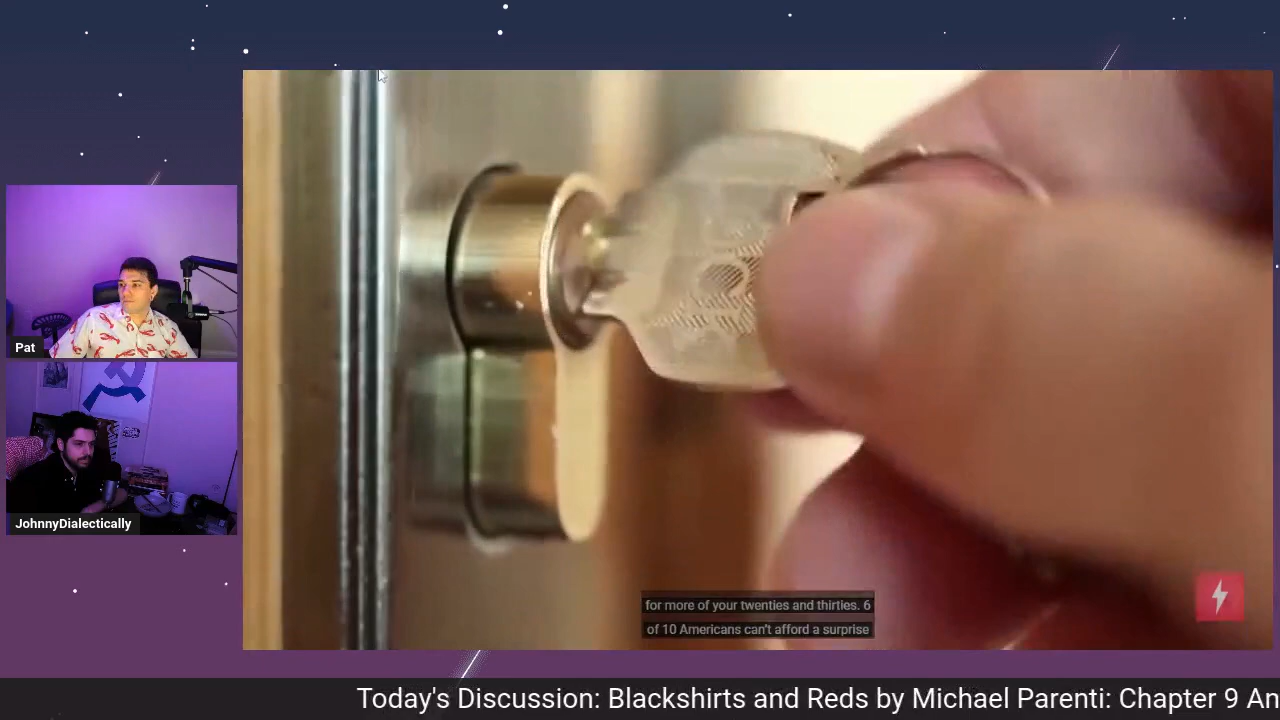 Pat
JohnnyDialectically
for more of your twenties and thirties. 6
of 10 Americans can't afford a surprise
Today's Discussion: Blackshirts and Reds by Michael Parenti: Chapter 9 An